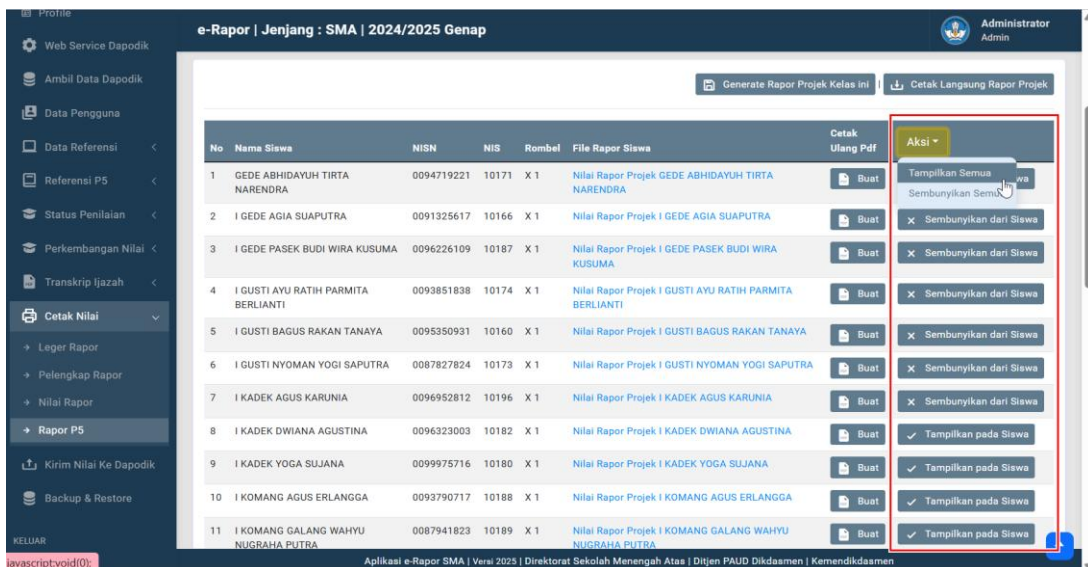 Profile
Web Service Dapodik
Ambil Data Dapodik
Data Pengguna
Data Referensi
Referensi P5
Status Penilaian
Perkembangan Nilai
Transkrip Ijazah
Cetak Nilai
Leger Rapor
Pelengkap Rapor
Nilai Rapor
Rapor P5
Kirim Nilai Ke Dapodik
Backup & Restore
KELUAR
javascript:void(0);
e-Rapor | Jenjang : SMA | 2024/2025 Genap
Administrator
Admin
Generate Rapor Projek Kelas ini | Cetak Langsung Rapor Projek
No Nama Siswa NISN NIS Rombel File Rapor Siswa Cetak Ulang Pdf Aksi
Tampilkan Semua
Sembunyikan
1 GEDE ABHIDAYUH TIRTA 0094719221 10171 X 1 Nilai Rapor Projek GEDE ABHIDAYUH TIRTA Buat
NARENDRA NARENDRA
2 I GEDE AGIA SUAPUTRA 0091325617 10166 X 1 Nilai Rapor Projek I GEDE AGIA SUAPUTRA Buat Sembunyikan dari Siswa
3 I GEDE PASEK BUDI WIRA KUSUMA 0096226109 10187 X 1 Nilai Rapor Projek I GEDE PASEK BUDI WIRA Buat Sembunyikan dari Siswa
KUSUMA
4 I GUSTI AYU RATIH PARMITA 0093851838 10174 X 1 Nilai Rapor Projek I GUSTI AYU RATIH PARMITA Buat Sembunyikan dari Siswa
BERLIANTI BERLIANTI
5 I GUSTI BAGUS RAKAN TANAYA 0095350931 10160 X 1 Nilai Rapor Projek I GUSTI BAGUS RAKAN TANAYA Buat Sembunyikan dari Siswa
6 I GUSTI NYOMAN YOGI SAPUTRA 0087827824 10173 X 1 Nilai Rapor Projek I GUSTI NYOMAN YOGI SAPUTRA Buat Sembunyikan dari Siswa
7 I KADEK AGUS KARUNIA 0096952812 10196 X 1 Nilai Rapor Projek I KADEK AGUS KARUNIA Buat Sembunyikan dari Siswa
8 I KADEK DWIANA AGUSTINA 0096323003 10182 X 1 Nilai Rapor Projek I KADEK DWIANA AGUSTINA Buat Tampilkan pada Siswa
9 I KADEK YOGA SUJANA 0099975716 10180 X 1 Nilai Rapor Projek I KADEK YOGA SUJANA Buat Tampilkan pada Siswa
10 I KOMANG AGUS ERLANGGA 0093790717 10188 X 1 Nilai Rapor Projek I KOMANG AGUS ERLANGGA Buat Tampilkan pada Siswa
11 I KOMANG GALANG WAHYU 0087941823 10189 X 1 Nilai Rapor Projek I KOMANG GALANG WAHYU Buat Tampilkan pada Siswa
NUGRAHA PUTRA NUGRAHA PUTRA
Aplikasi e-Rapor SMA | Versi 2025 | Direktorat Sekolah Menengah Atas | Ditjen PAUD Dikdasmen | Kemendikdasmen